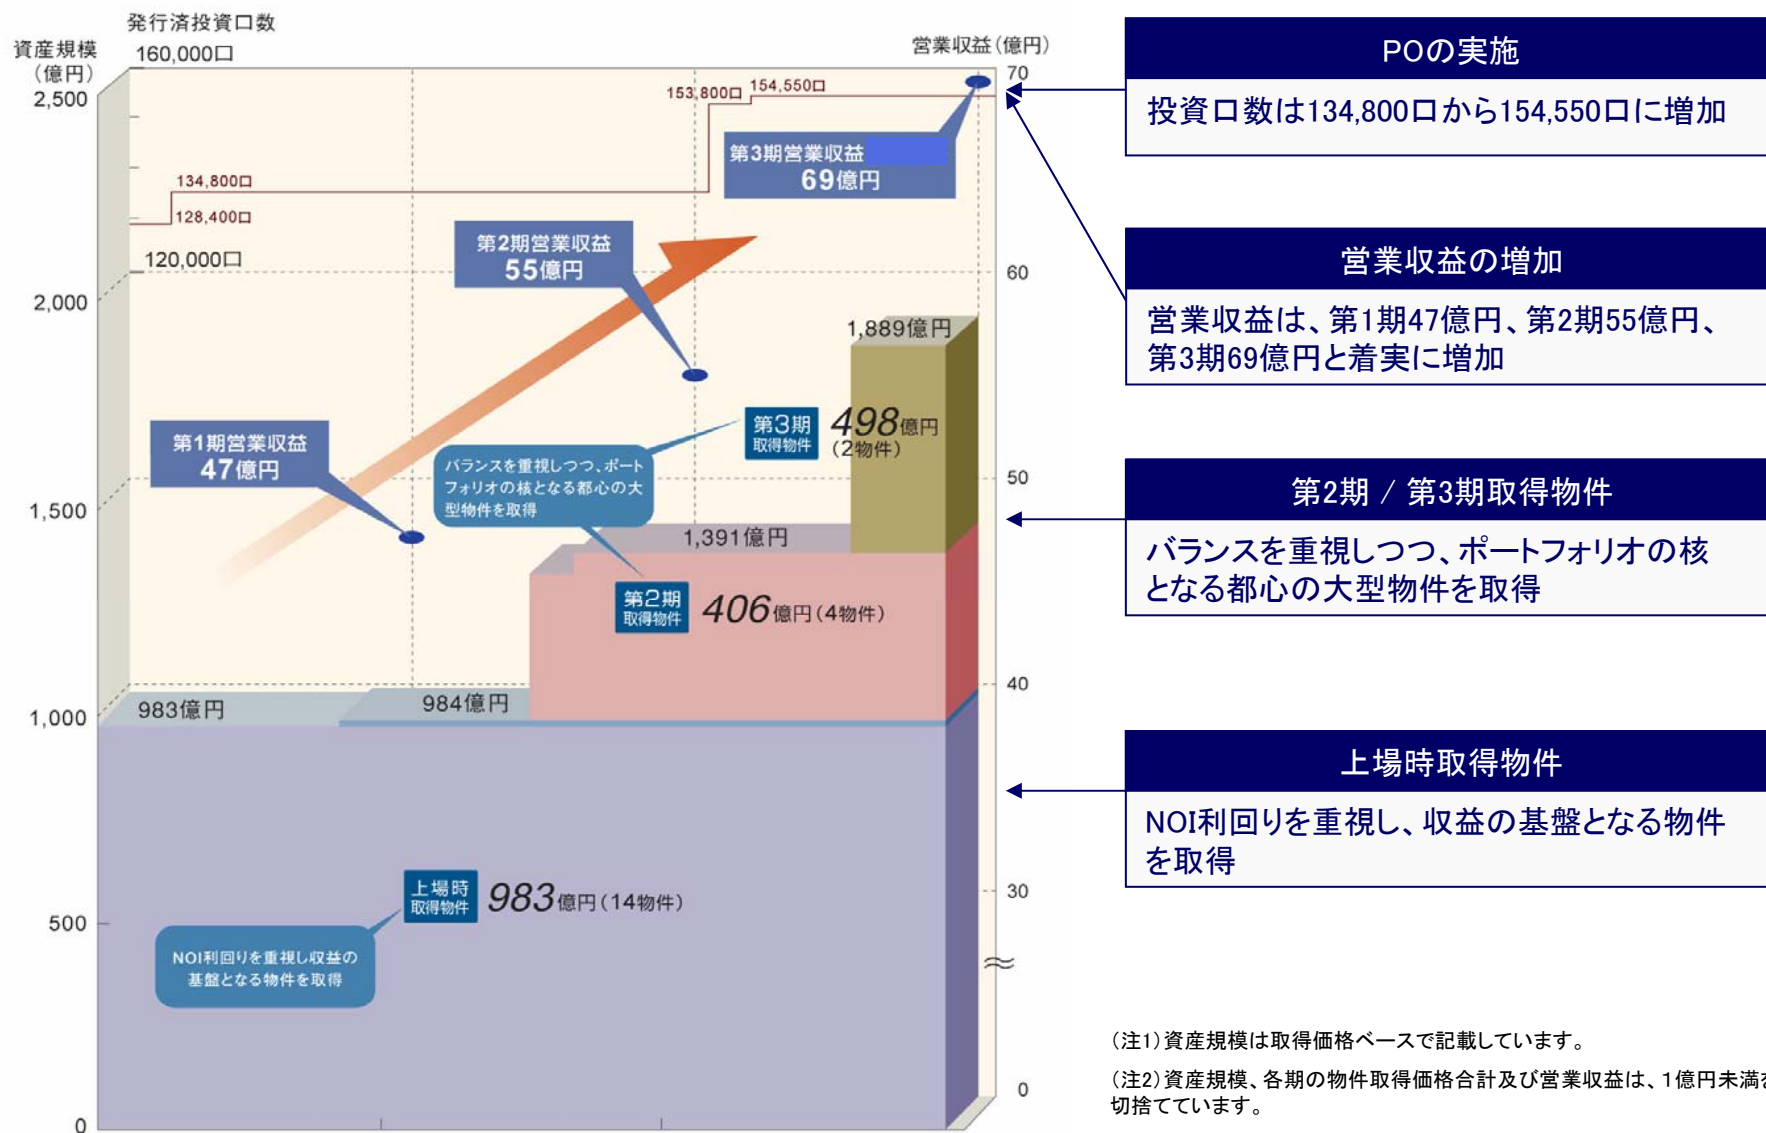 発行済投資口数
資産規模
(億円)
160,000口
営業収益(億円)
2,500
70
153,800口
154,550口
第3期営業収益
69億円
134,800口
128,400口
第2期営業収益
55億円
120,000口
60
2,000
1,889億円
第1期営業収益
47億円
第3期
取得物件
498億円
(2物件)
バランスを重視しつつ、ポート
フォリオの核となる都心の大
型物件を取得
50
1,500
1,391億円
第2期
取得物件
406億円(4物件)
40
1,000
983億円
984億円
上場時
取得物件
983億円(14物件)
30
500
NOI利回りを重視し収益の
基盤となる物件を取得
0
0
POの実施
投資口数は134,800口から154,550口に増加
営業収益の増加
営業収益は、第1期47億円、第2期55億円、
第3期69億円と着実に増加
第2期 / 第3期取得物件
バランスを重視しつつ、ポートフォリオの核
となる都心の大型物件を取得
上場時取得物件
NOI利回りを重視し、収益の基盤となる物件
を取得
(注1)資産規模は取得価格ベースで記載しています。
(注2)資産規模、各期の物件取得価格合計及び営業収益は、1億円未満を
切捨てています。